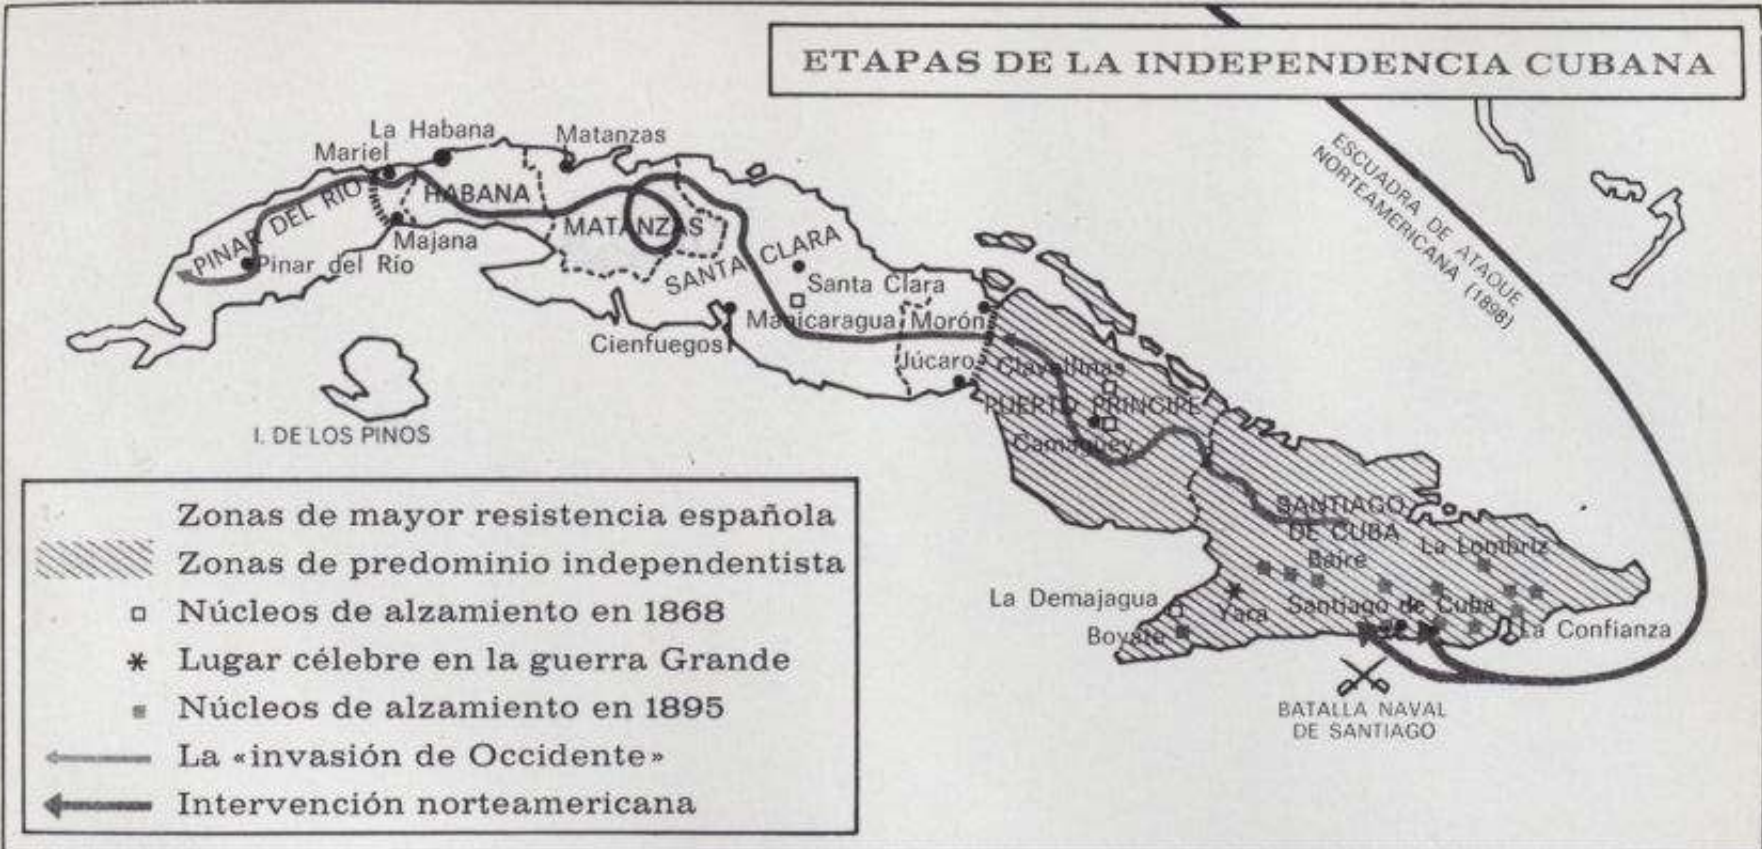 ETAPAS DE LA INDEPENDENCIA CUBANA
La Habana
Matanzas
Mariel
HABANA
PINAR DEL RIO
MATANZAS
Majana
Pinar del Río
SANTA CLARA
Santa Clara
Manicaragua
Morón
Cienfuegos
Júcaro
Clavellinas
I. DE LOS PINOS
PUERTO PRINCIPE
Camagüey
ESCUADRA DE ATAQUE
NORTEAMERICANA (1898)
SANTIAGO
DE CUBA
Baire
La Lombriz
La Demajagua
Yara
Santiago de Cuba
La Confianza
BATALLA NAVAL
DE SANTIAGO
Zonas de mayor resistencia española
Zonas de predominio independentista
Núcleos de alzamiento en 1868
Lugar célebre en la guerra Grande
Núcleos de alzamiento en 1895
La «invasión de Occidente»
Intervención norteamericana